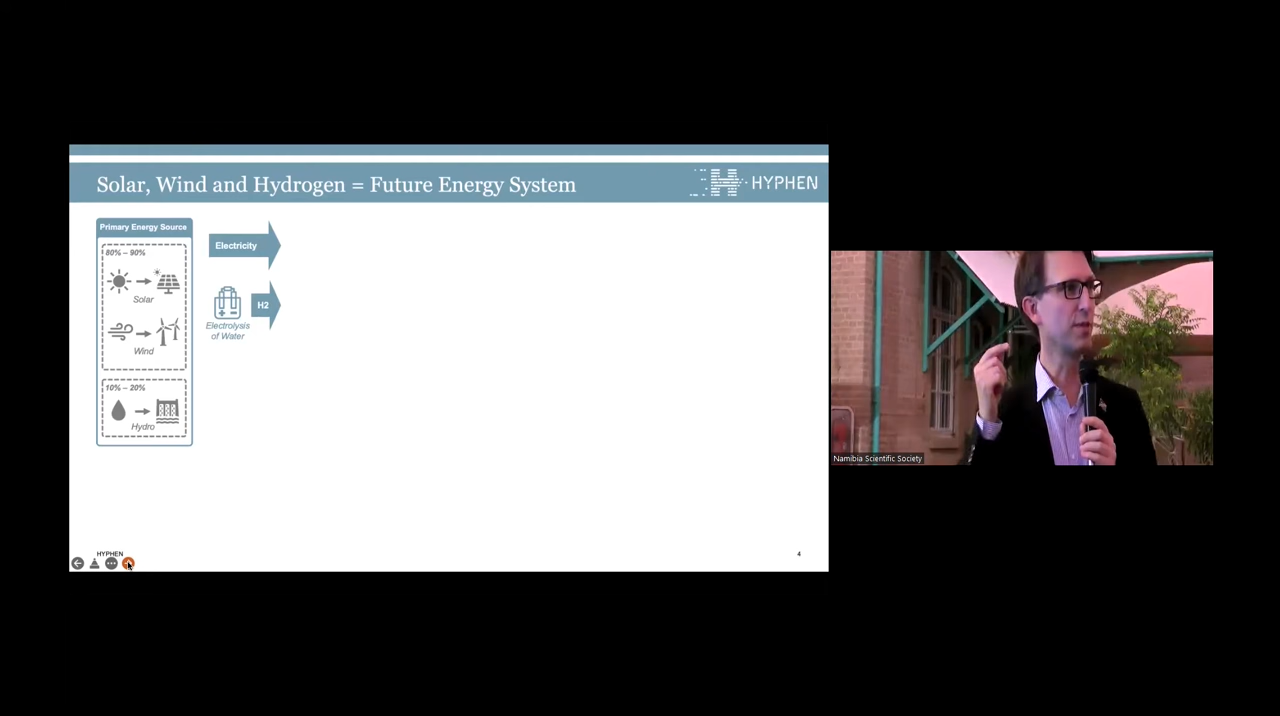 Solar, Wind and Hydrogen = Future Energy System
HYPHEN
Primary Energy Source
80% – 90%
Solar
Wind
10% – 20%
Hydro
Electricity
H2
Electrolysis
of Water
HYPHEN
4
Namibia Scientific Society